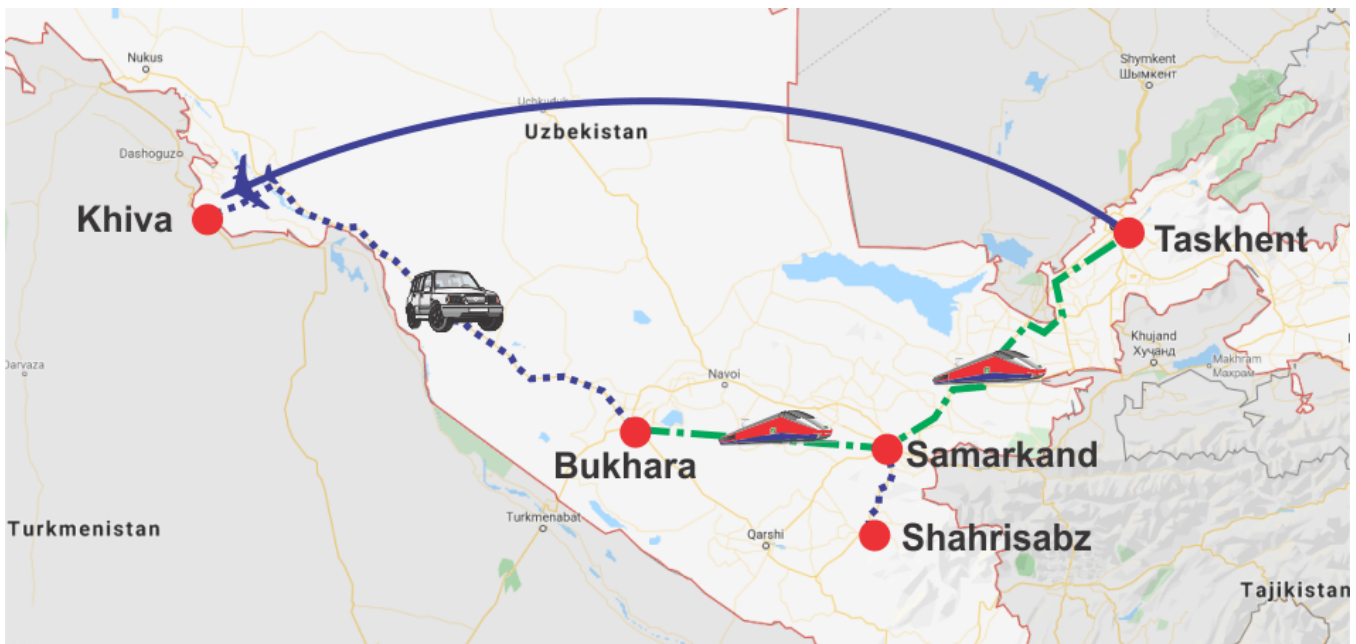 Nukus
Shymkent
Шымкент
Uchkuduk
Uzbekistan
Dashoguz
Khiva
Taskhent
Khujand
Хучанд
Makhram
Махрам
Darvaza
Navoi
Bukhara
Samarkand
Turkmenabat
Turkmenistan
Qarshi
Shahrisabz
Tajikistan